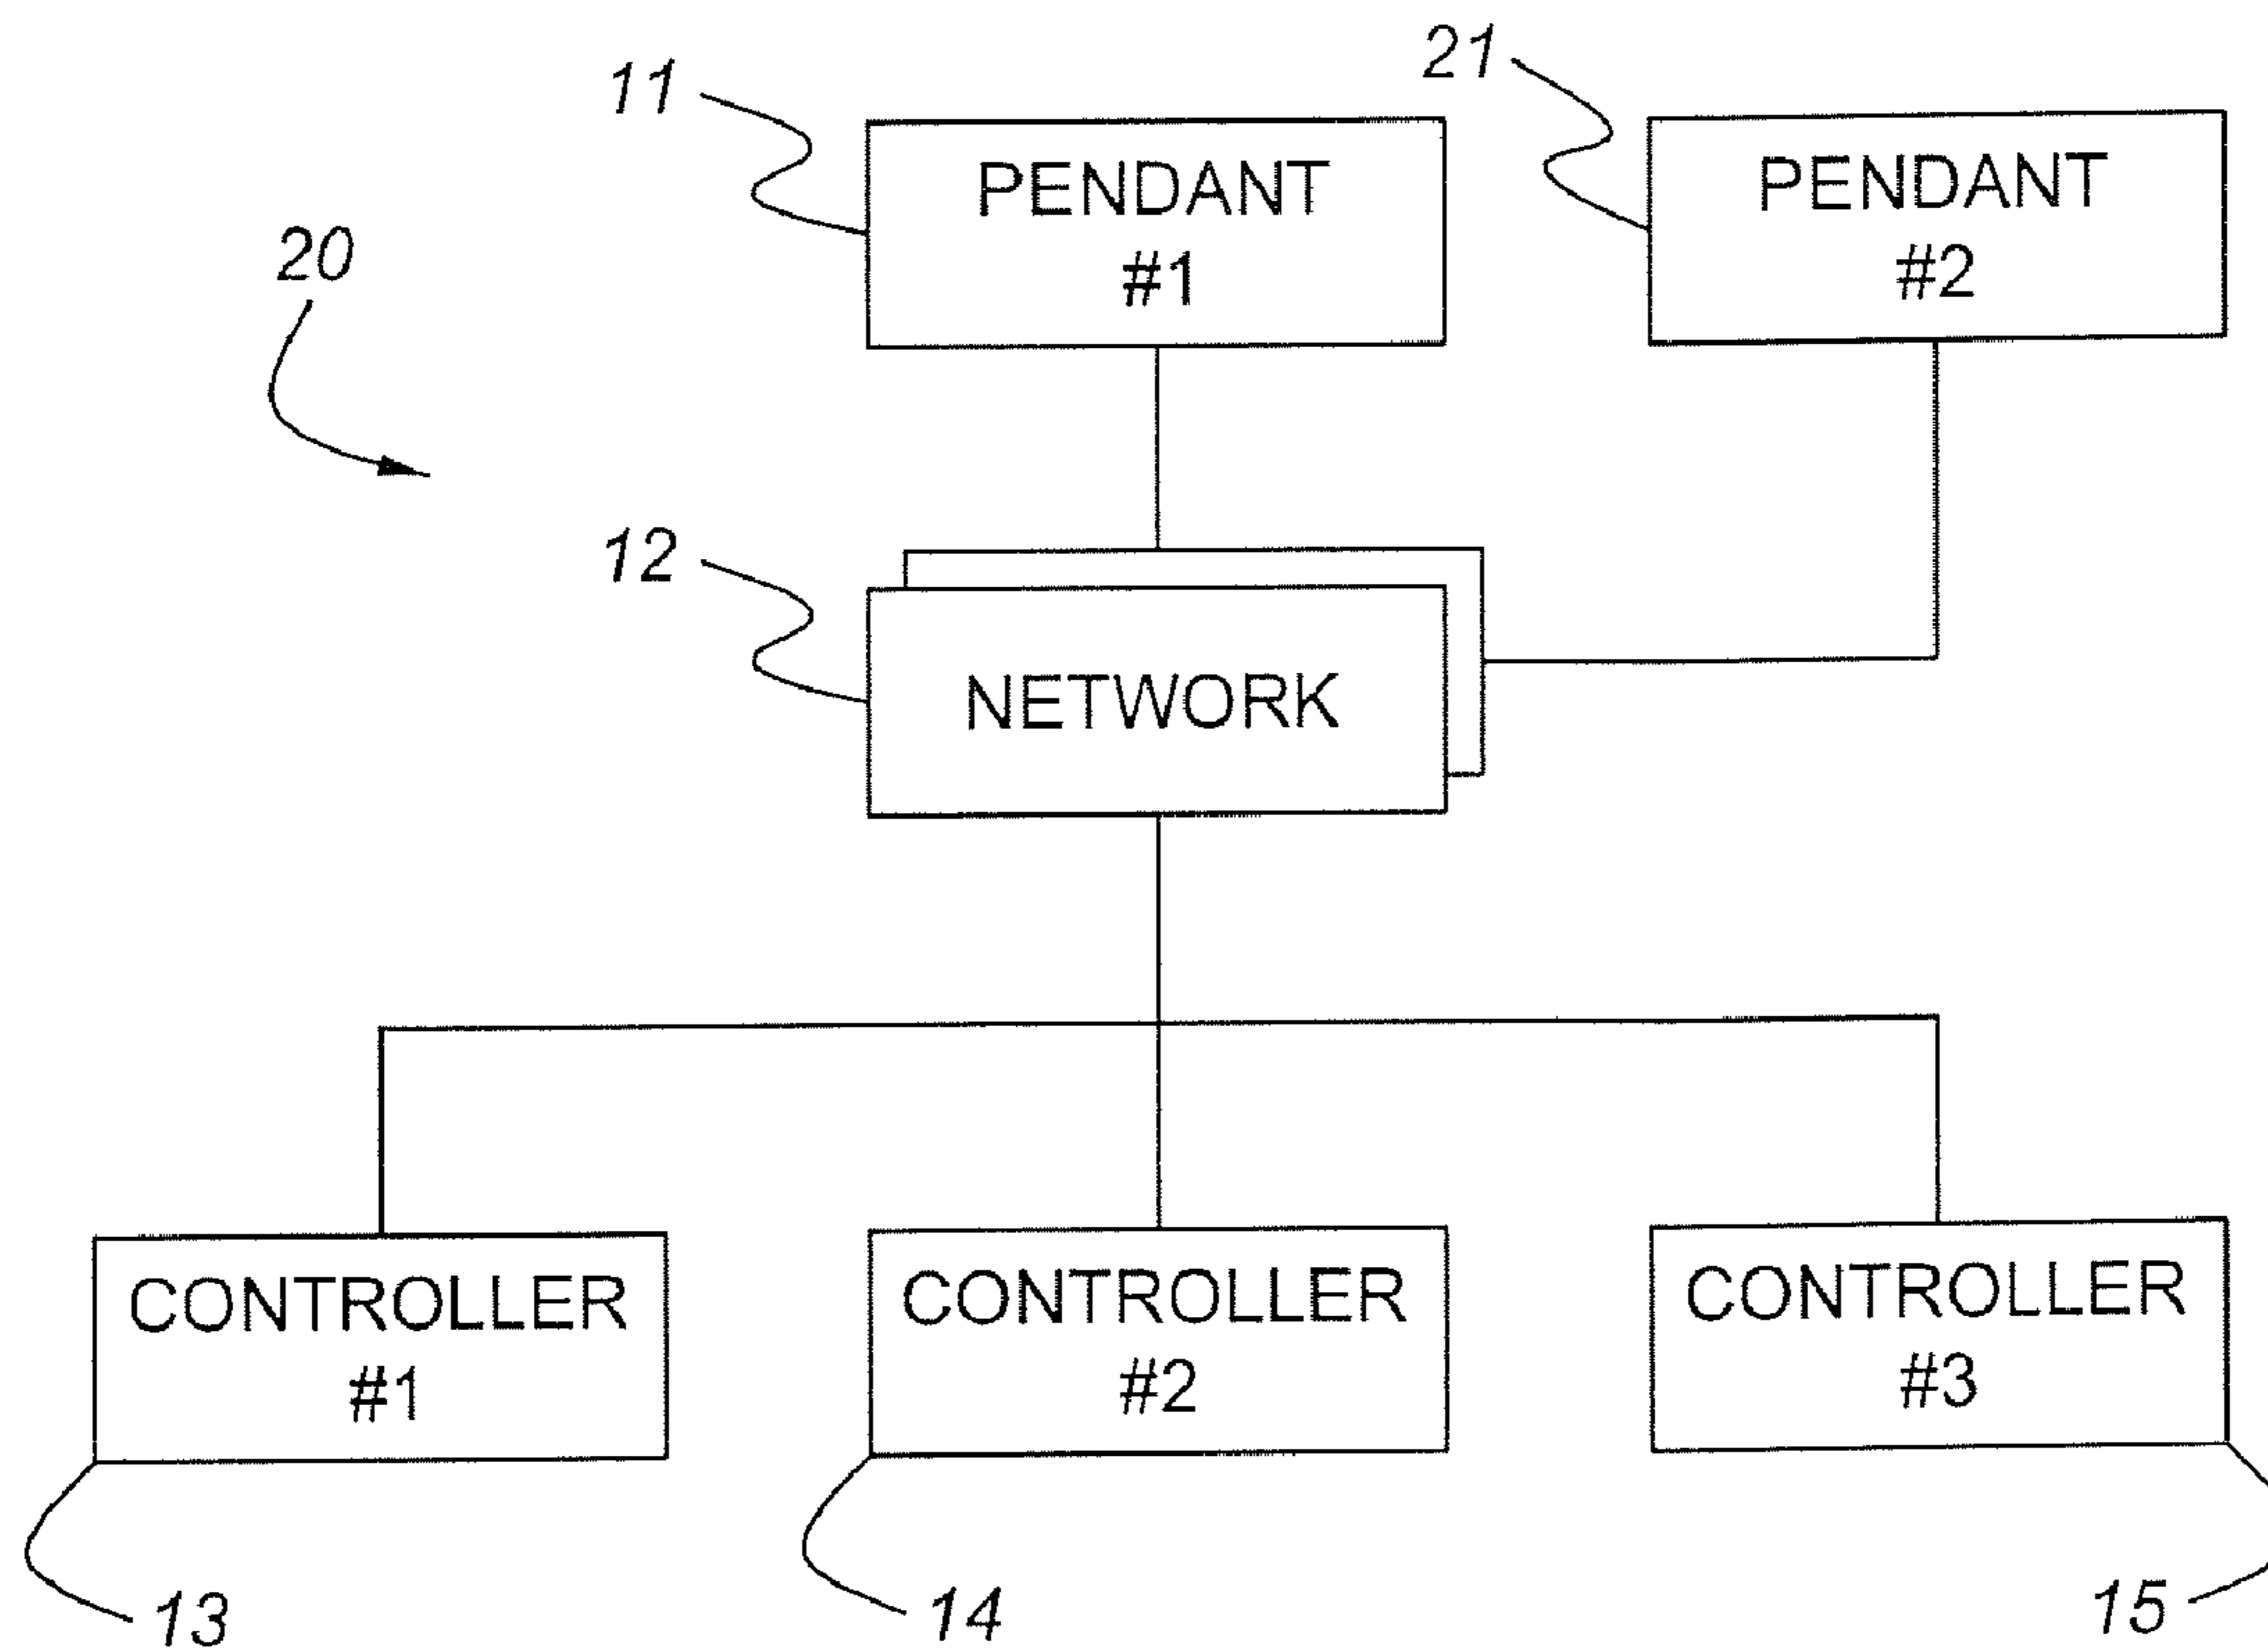 11
PENDANT
#1
21
PENDANT
#2
20
12
NETWORK
CONTROLLER
#1
CONTROLLER
#2
CONTROLLER
#3
13
14
15